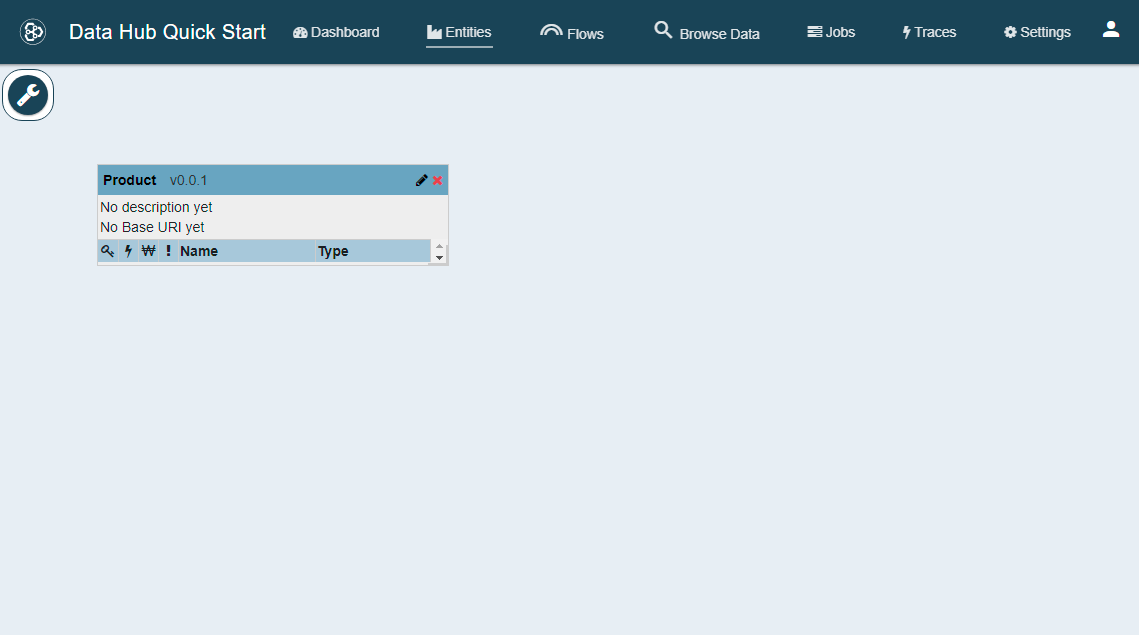 Data Hub Quick Start Dashboard Entities Flows Browse Data Jobs Traces Settings
Product v0.0.1
No description yet
No Base URI yet
! Name Type